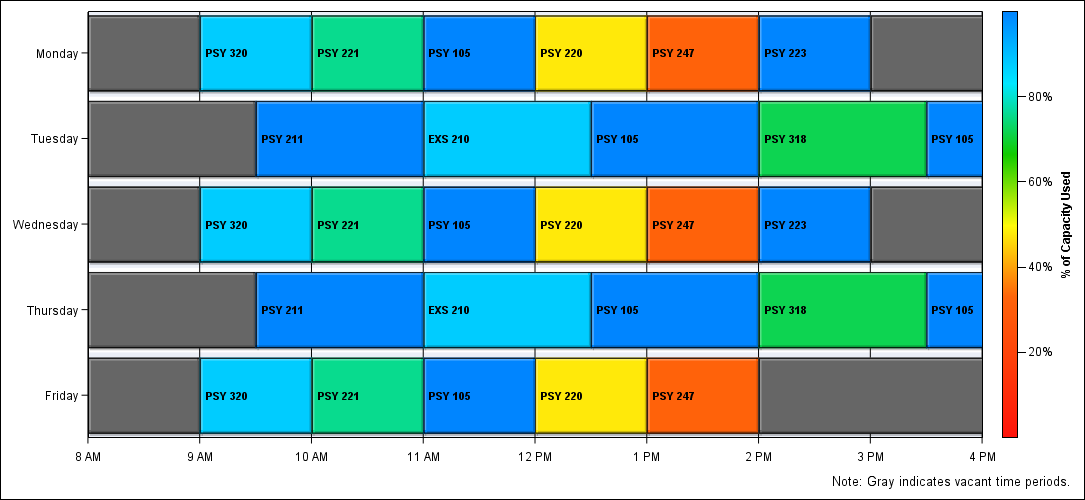 Monday PSY 320 PSY 221 PSY 105 PSY 220 PSY 247 PSY 223
80%
Tuesday PSY 211 EXS 210 PSY 105 PSY 318 PSY 105
60%
Wednesday PSY 320 PSY 221 PSY 105 PSY 220 PSY 247 PSY 223
% of Capacity Used
40%
Thursday PSY 211 EXS 210 PSY 105 PSY 318 PSY 105
20%
Friday PSY 320 PSY 221 PSY 105 PSY 220 PSY 247
8 AM 9 AM 10 AM 11 AM 12 PM 1 PM 2 PM 3 PM 4 PM
Note: Gray indicates vacant time periods.